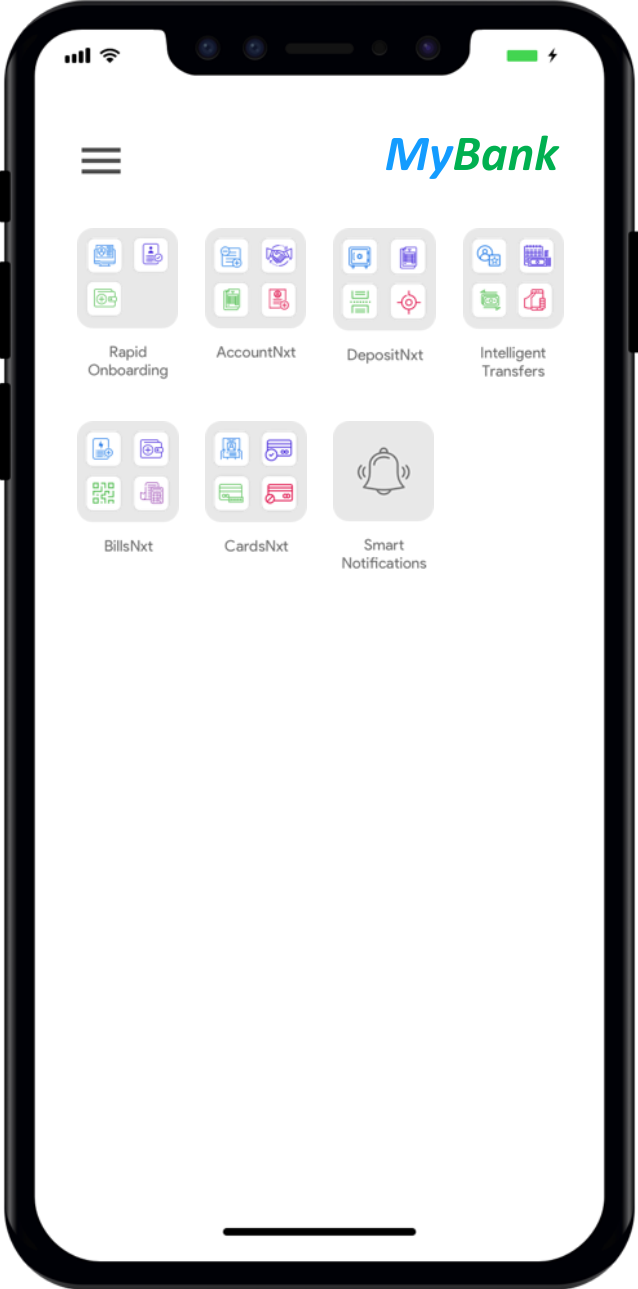 MyBank
Rapid
Onboarding
AccountNxt
DepositNxt
Intelligent
Transfers
BillsNxt
CardsNxt
Smart
Notifications